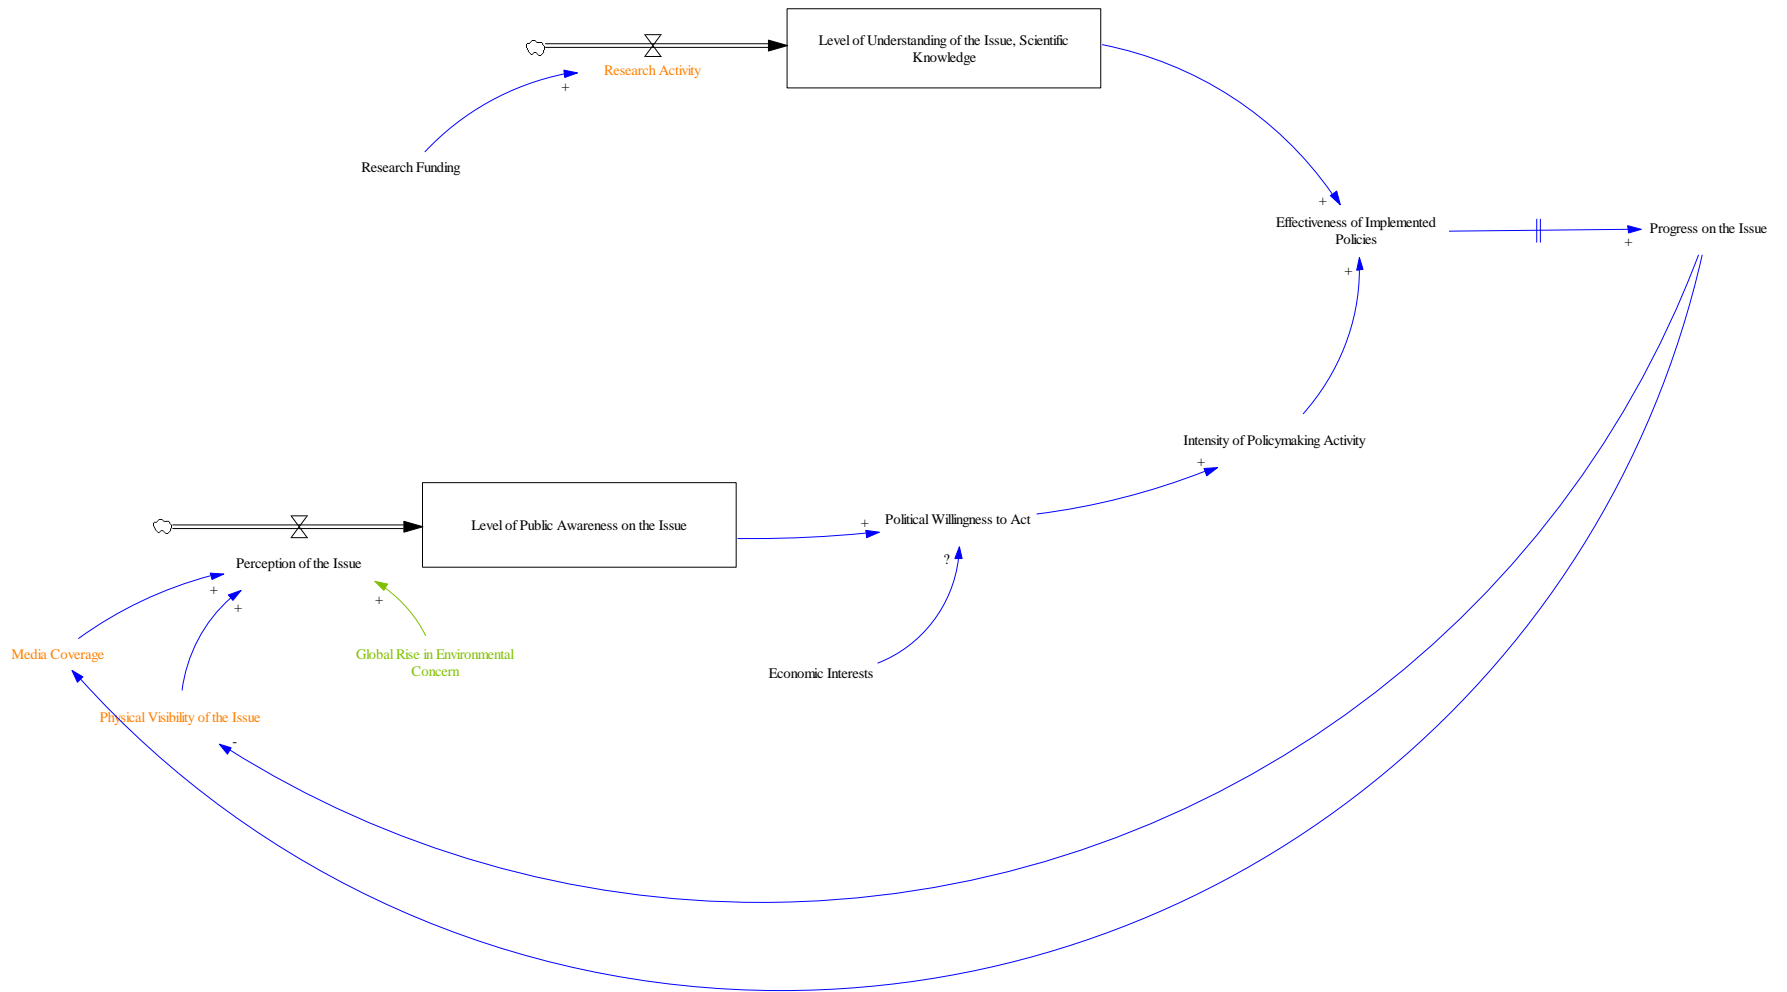 Level of Understanding of the Issue, Scientific
Knowledge
Research Activity
+
Research Funding
+
Effectiveness of Implemented
Policies
+
Progress on the Issue
+
Intensity of Policymaking Activity
+
Level of Public Awareness on the Issue
+
Political Willingness to Act
?
Perception of the Issue
+
+
+
Media Coverage
Global Rise in Environmental
Concern
Economic Interests
Physical Visibility of the Issue
-